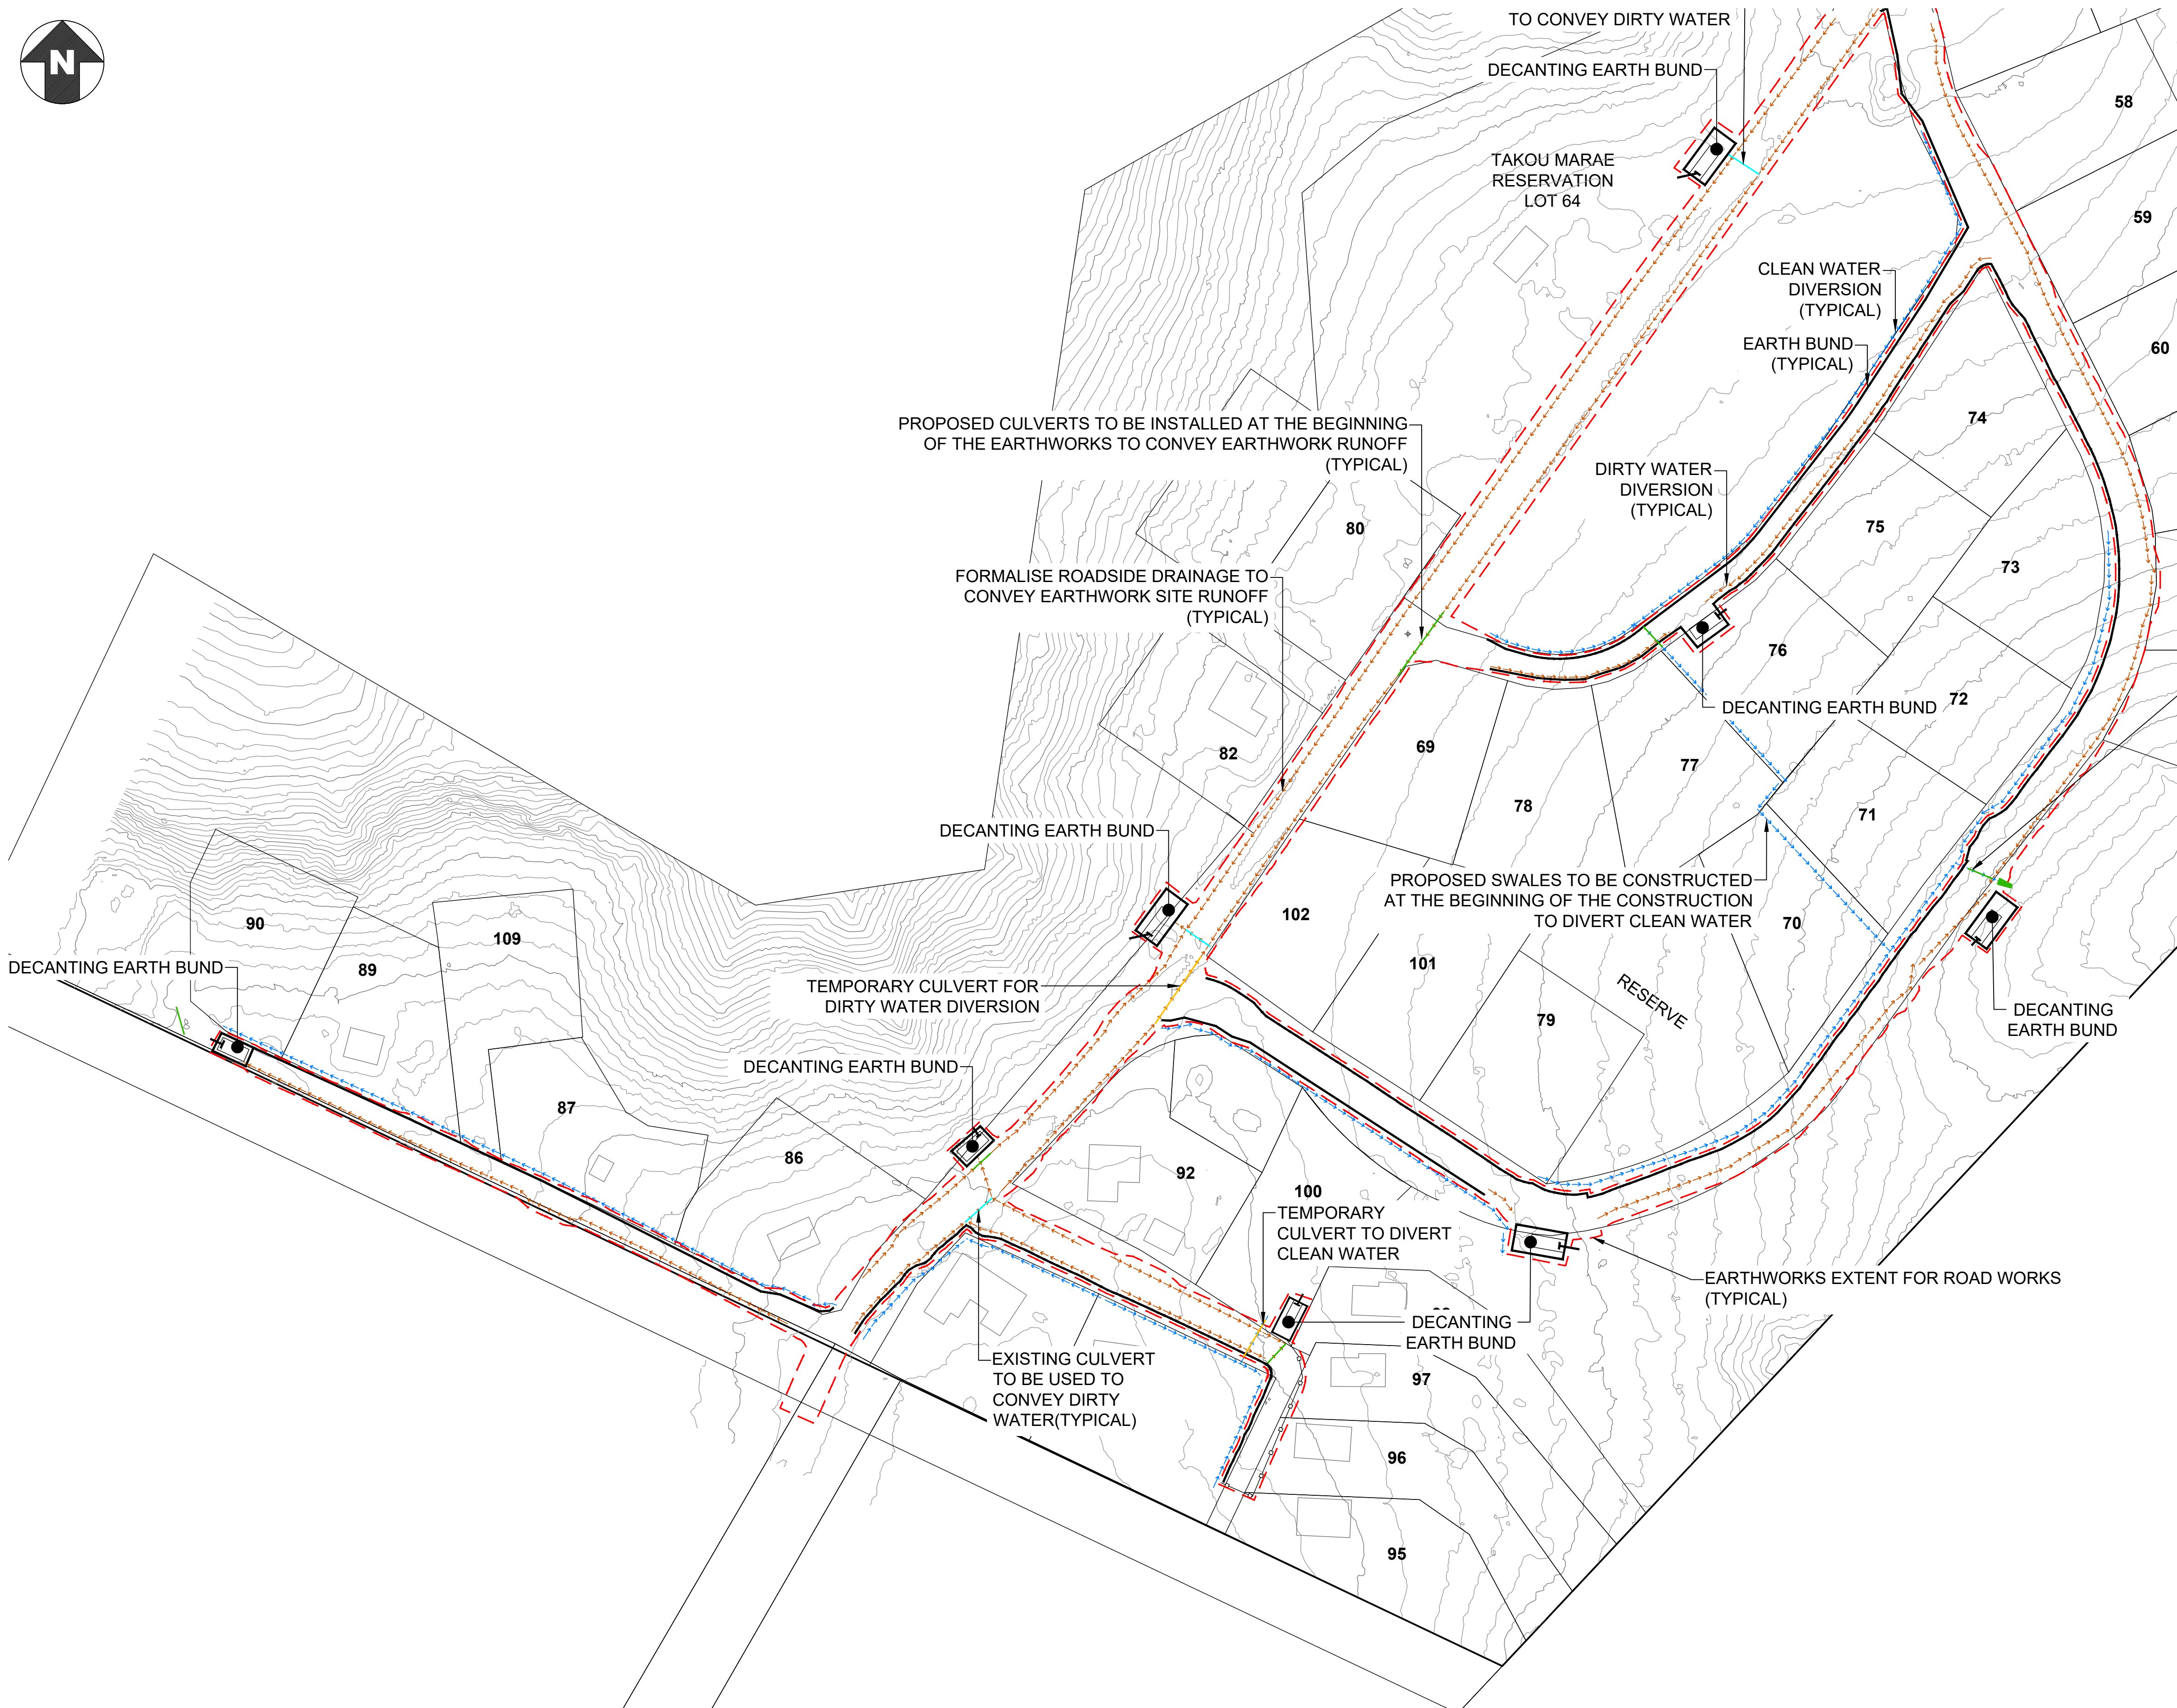 N
TO CONVEY DIRTY WATER
DECANTING EARTH BUND
58
TAKOU MARAE
RESERVATION
LOT 64
59
CLEAN WATER
DIVERSION
(TYPICAL)
EARTH BUND
(TYPICAL)
60
PROPOSED CULVERTS TO BE INSTALLED AT THE BEGINNING
OF THE EARTHWORKS TO CONVEY EARTHWORK RUNOFF
(TYPICAL)
74
DIRTY WATER
DIVERSION
(TYPICAL)
80
75
FORMALISE ROADSIDE DRAINAGE TO
CONVEY EARTHWORK SITE RUNOFF
(TYPICAL)
73
76
DECANTING EARTH BUND
72
82
69
77
78
71
DECANTING EARTH BUND
PROPOSED SWALES TO BE CONSTRUCTED
AT THE BEGINNING OF THE CONSTRUCTION
TO DIVERT CLEAN WATER
102
70
90
109
89
DECANTING EARTH BUND
101
TEMPORARY CULVERT FOR
DIRTY WATER DIVERSION
RESERVE
79
DECANTING
EARTH BUND
DECANTING EARTH BUND
87
86
92
100
TEMPORARY
CULVERT TO DIVERT
CLEAN WATER
EARTHWORKS EXTENT FOR ROAD WORKS
(TYPICAL)
DECANTING
EARTH BUND
EXISTING CULVERT
TO BE USED TO
CONVEY DIRTY
WATER(TYPICAL)
97
96
95